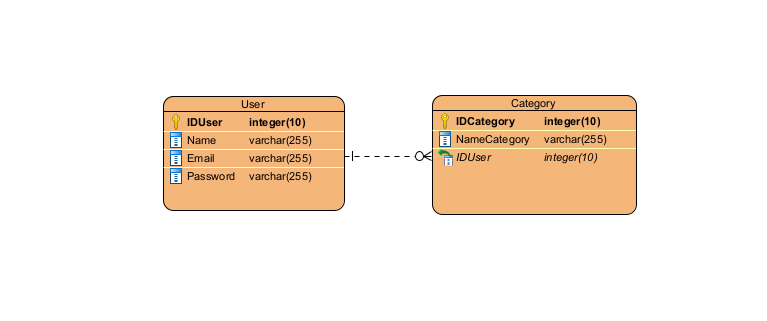 User
IDUser integer(10)
Name varchar(255)
Email varchar(255)
Password varchar(255)
Category
IDCategory integer(10)
NameCategory varchar(255)
IDUser integer(10)